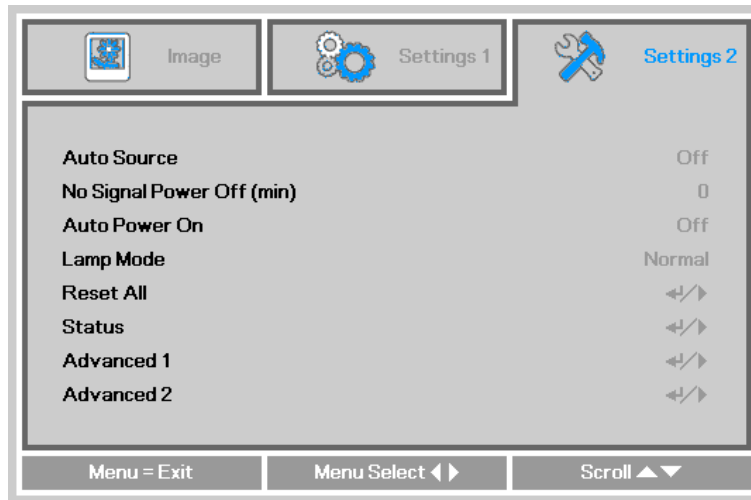 Image
Settings 1
Settings 2
Auto Source Off
No Signal Power Off (min) 0
Auto Power On Off
Lamp Mode Normal
Reset All ↵/▶
Status ↵/▶
Advanced 1 ↵/▶
Advanced 2 ↵/▶
Menu = Exit
Menu Select ◀ ▶
Scroll ▲▼